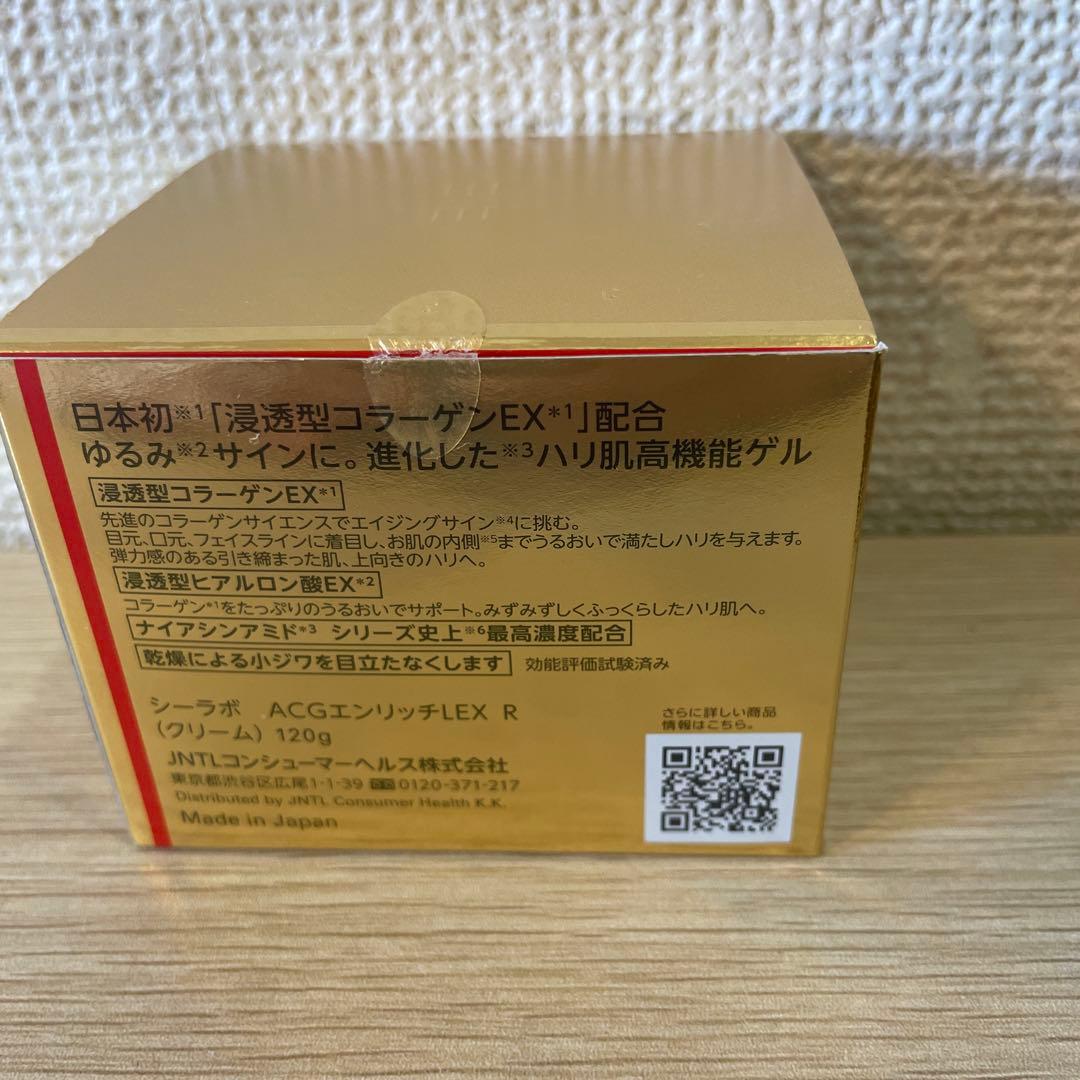 日本初※1「浸透型コラーゲンEX*1」配合
ゆるみ※2サインに。進化した※3ハリ肌高機能ゲル
浸透型コラーゲンEX*1
先進のコラーゲンサイエンスでエイジングサイン※4に挑む。
目元、口元、フェイスラインに着目し、お肌の内側※5までうるおいで満たしハリを与えます。
弾力感のある引き締まった肌、上向きのハリへ。
浸透型ヒアルロン酸EX*2
コラーゲン*1をたっぷりのうるおいでサポート。みずみずしくふっくらしたハリ肌へ。
ナイアシンアミド*3 シリーズ史上※6最高濃度配合
乾燥による小ジワを目立たなくします 効能評価試験済み
シーラボ ACGエンリッチLEX R
（クリーム） 120g
JNTLコンシューマーヘルス株式会社
東京都渋谷区広尾1-1-39 0120-371-217
Distributed by JNTL Consumer Health K.K.
Made in Japan
さらに詳しい商品
情報はこちら。